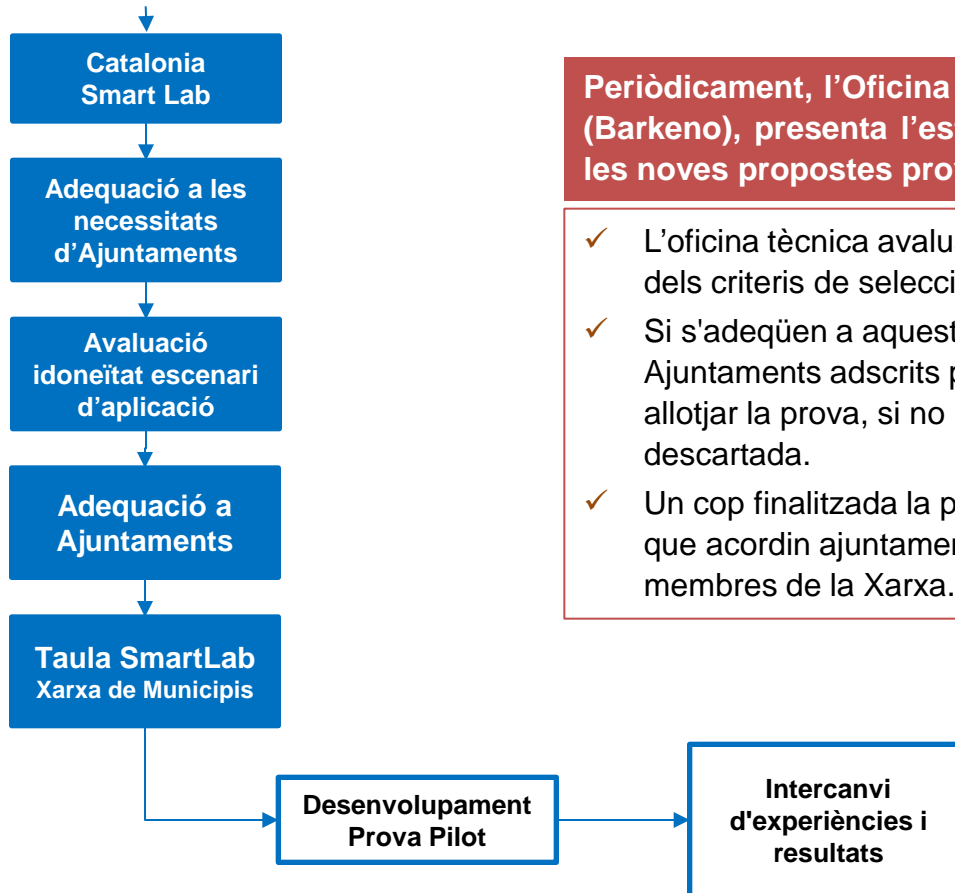 Catalonia
Smart Lab
Adequació a les
necessitats
d'Ajuntaments
Avaluació
idoneïtat escenari
d'aplicació
Adequació a
Ajuntaments
Taula SmartLab
Xarxa de Municipis
Desenvolupament
Prova Pilot
Intercanvi
d'experiències i
resultats
Periòdicament, l'Oficina
(Barkeno), presenta l'es
les noves propostes pro
✓ L'oficina tècnica avalu
dels criteris de selecci
✓ Si s'adeqüen a aquest
Ajuntaments adscrits p
allotjar la prova, si no
descartada.
✓ Un cop finalitzada la p
que acordin ajuntamen
membres de la Xarxa.